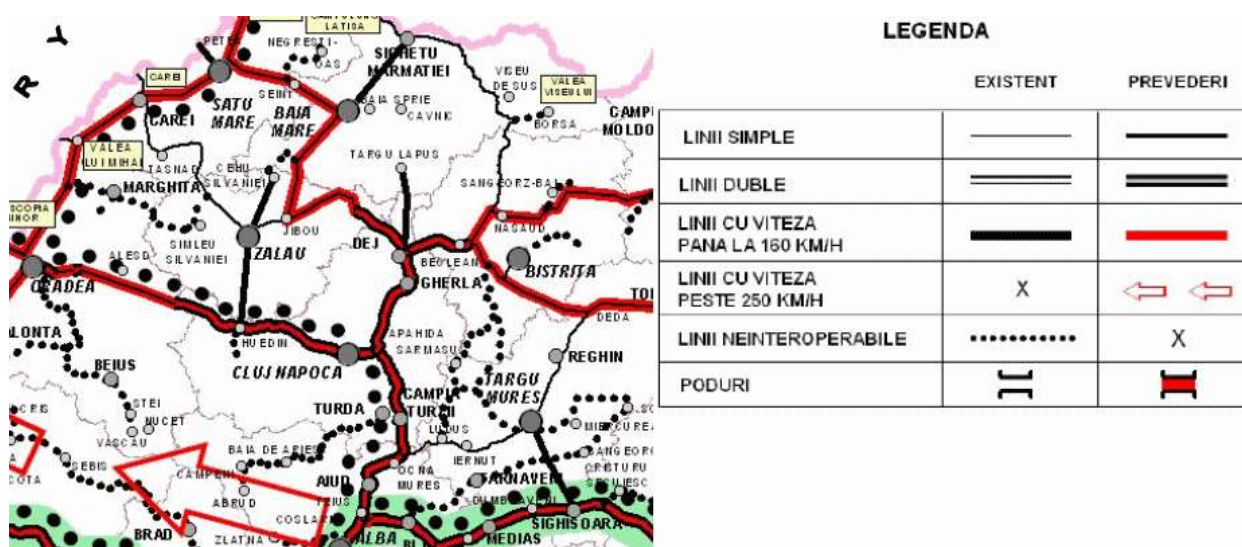 R Y
LATISA
PETEA
NEGRESTI-
OAS
SIGHETU
MARMATIEI
VISEU
DE SUS
VALEA
VISEULUI
BORSA
CAREI
CAREI
SATU
MARE
SEINI
BAIA
MARE
BAIA SPRIE
CAVNIC
VALEA
LUI MIHAI
TASNAD
CEHU
SILVANIEI
TARGU LAPUS
MARGHITA
SANGEORZ-BAI
NASAUD
JIBOU
SIMLEU
SILVANIEI
ZALAU
DEJ
BECLEAN
BISTRITA
ALESD
ORADEA
GHERLA
DEDA
HUEDIN
APAHIDA
SARMASU
REGHIN
BEIUS
CLUJ NAPOCA
TARGU
MURES
STEI
NUCET
VASCAU
TURDA
CAMPIA
TURZII
LUDUS
IERNUT
SEBIS
BAIA DE ARIES
CAMPENI
ABRUD
OCNA
MURES
AIUD
TEIUS
COSLARIU
TARNAVENI
DUMBRAVENI
CRISTURU
SECUIESC
SIGHISOARA
BRAD
ZLATNA
ALBA
MEDIAS
LEGENDA
EXISTENT PREVEDERI
LINII SIMPLE
LINII DUBLE
LINII CU VITEZA
PANA LA 160 KM/H
LINII CU VITEZA
PESTE 250 KM/H X
LINII NEINTEROPERABILE X
PODURI